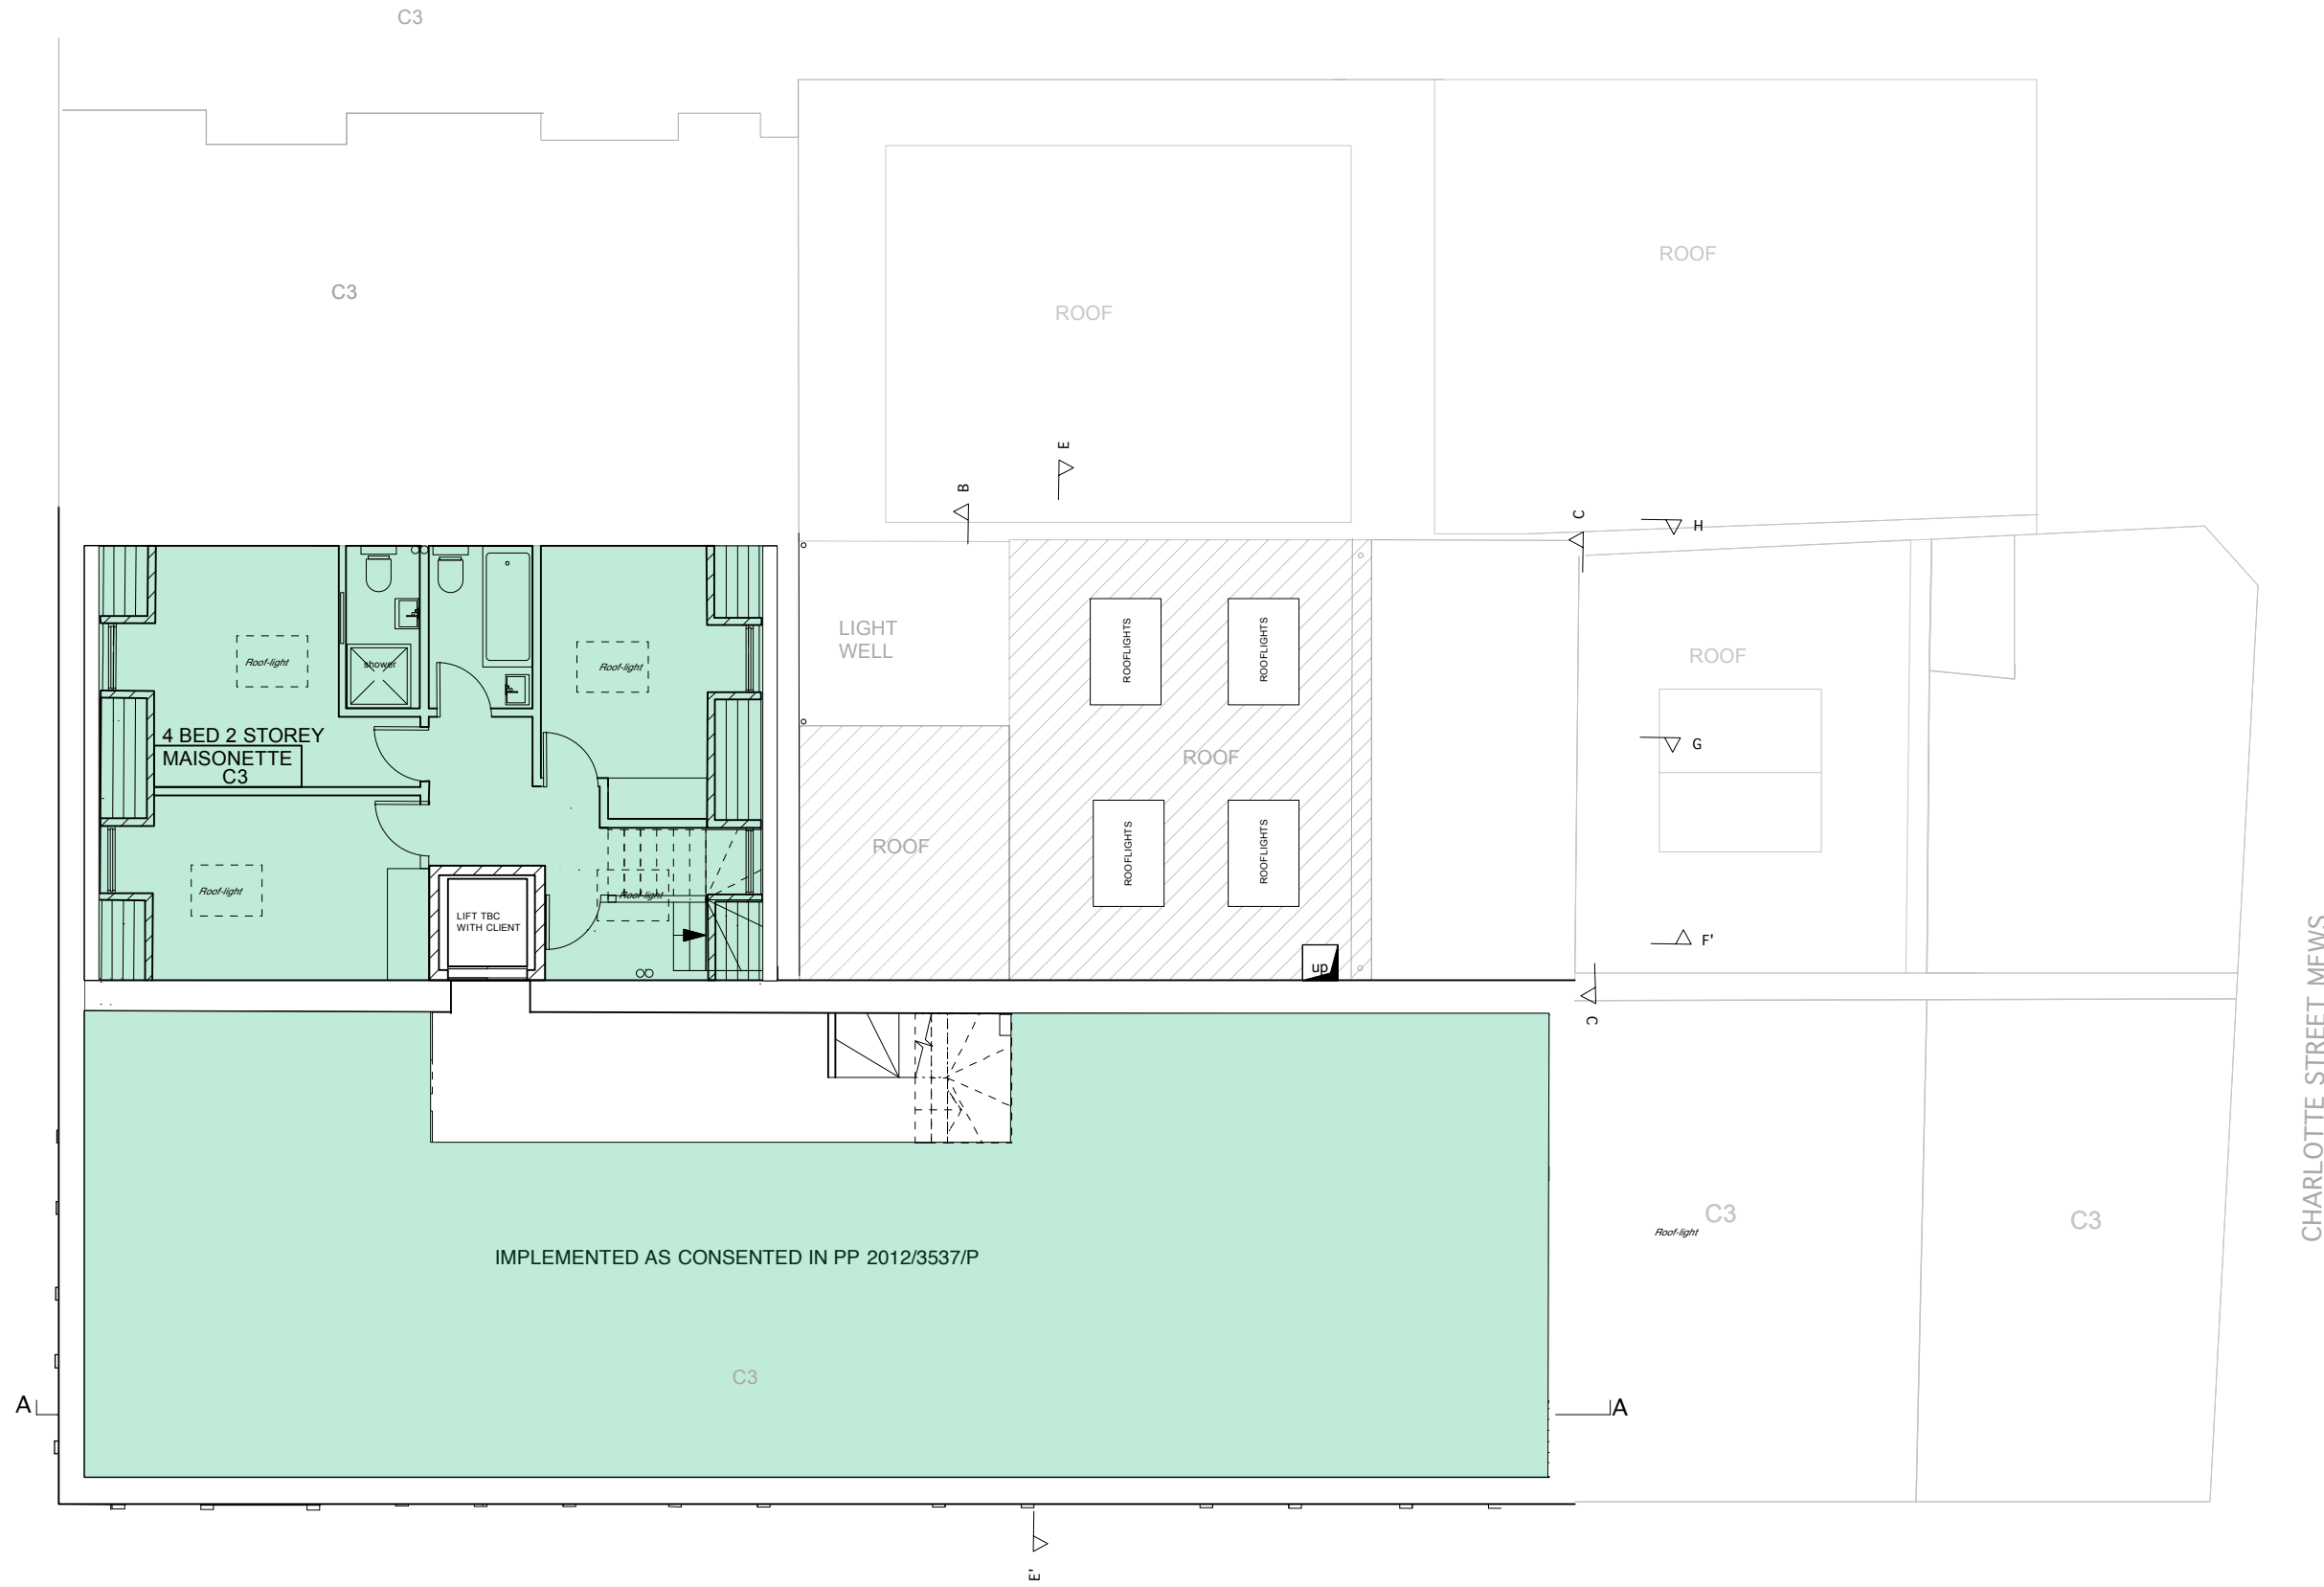 C3
C3
ROOF
ROOF
E
B
C
H
LIGHT
WELL
ROOFLIGHTS
ROOFLIGHTS
ROOF
Roof-light
shower
Roof-light
4 BED 2 STOREY
MAISONETTE
C3
G
ROOF
ROOF
ROOFLIGHTS
ROOFLIGHTS
Roof-light
Roof-light
LIFT TBC
WITH CLIENT
F'
up
C
CHARLOTTE STREET MEWS
C3
Roof-light
C3
IMPLEMENTED AS CONSENTED IN PP 2012/3537/P
C3
A
A
E'